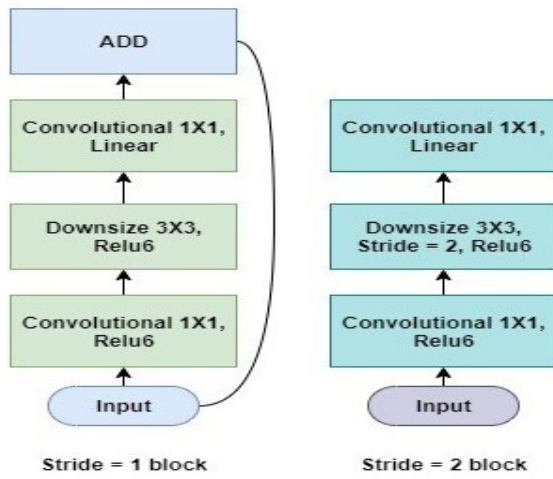 ADD
Convolutional 1X1,
Linear
Downsize 3X3,
Relu6
Convolutional 1X1,
Relu6
Input
Stride = 1 block
Convolutional 1X1,
Linear
Downsize 3X3,
Stride = 2, Relu6
Convolutional 1X1,
Relu6
Input
Stride = 2 block